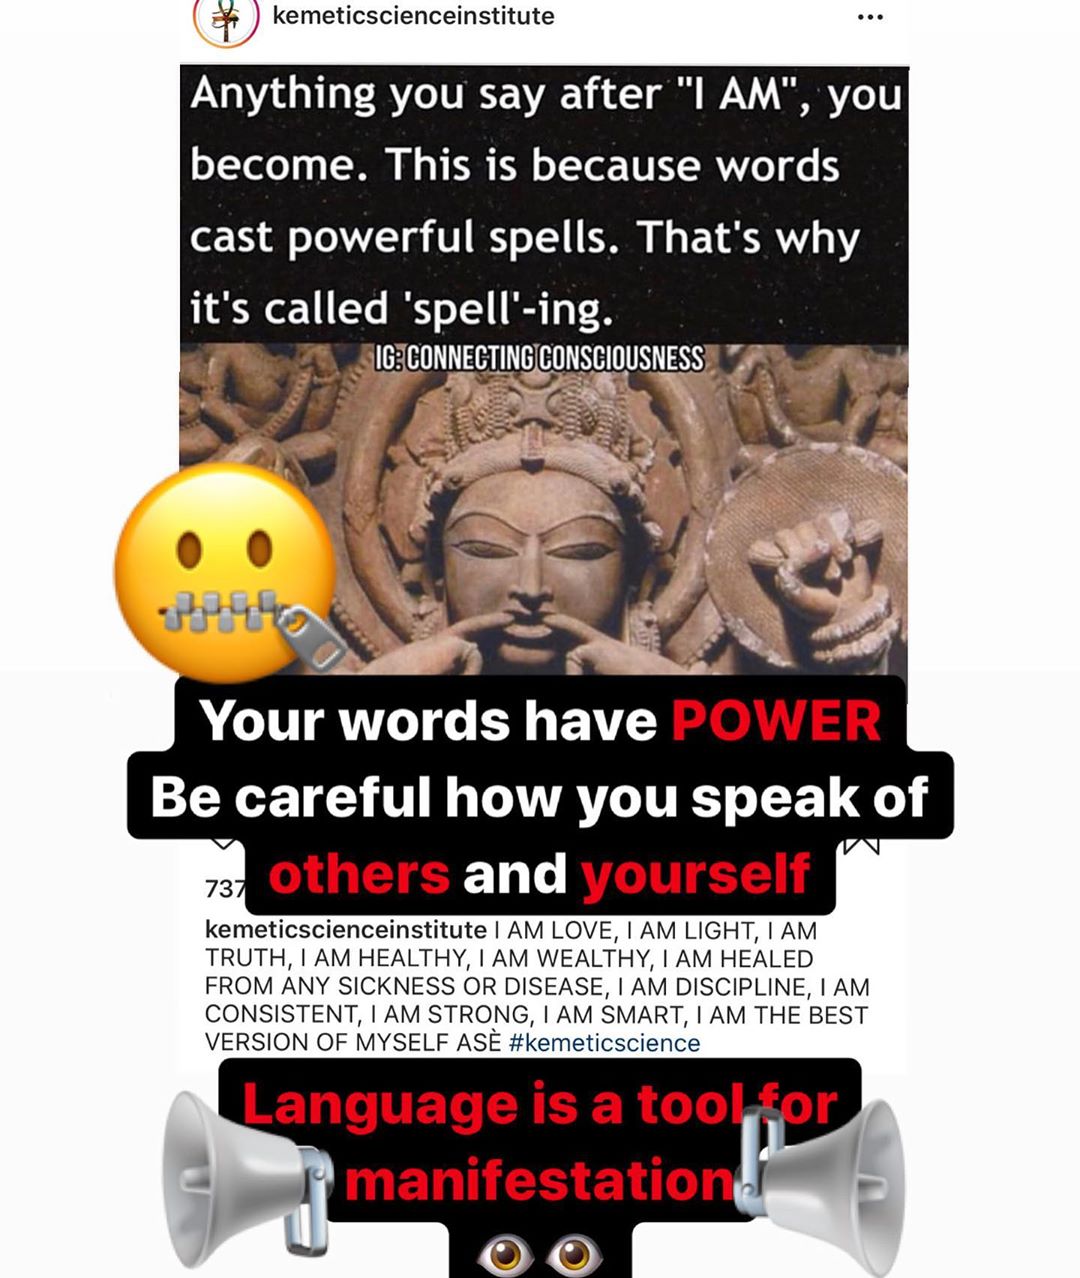 kemeticscienceinstitute
Anything you say after "I AM", you
become. This is because words
cast powerful spells. That's why
it's called 'spell'-ing.
IG: CONNECTING CONSCIOUSNESS
Your words have POWER
Be careful how you speak of
others and yourself
737
kemeticscienceinstitute I AM LOVE, I AM LIGHT, I AM
TRUTH, I AM HEALTHY, I AM WEALTHY, I AM HEALED
FROM ANY SICKNESS OR DISEASE, I AM DISCIPLINE, I AM
CONSISTENT, I AM STRONG, I AM SMART, I AM THE BEST
VERSION OF MYSELF ASÈ #kemeticscience
Language is a tool for
manifestation